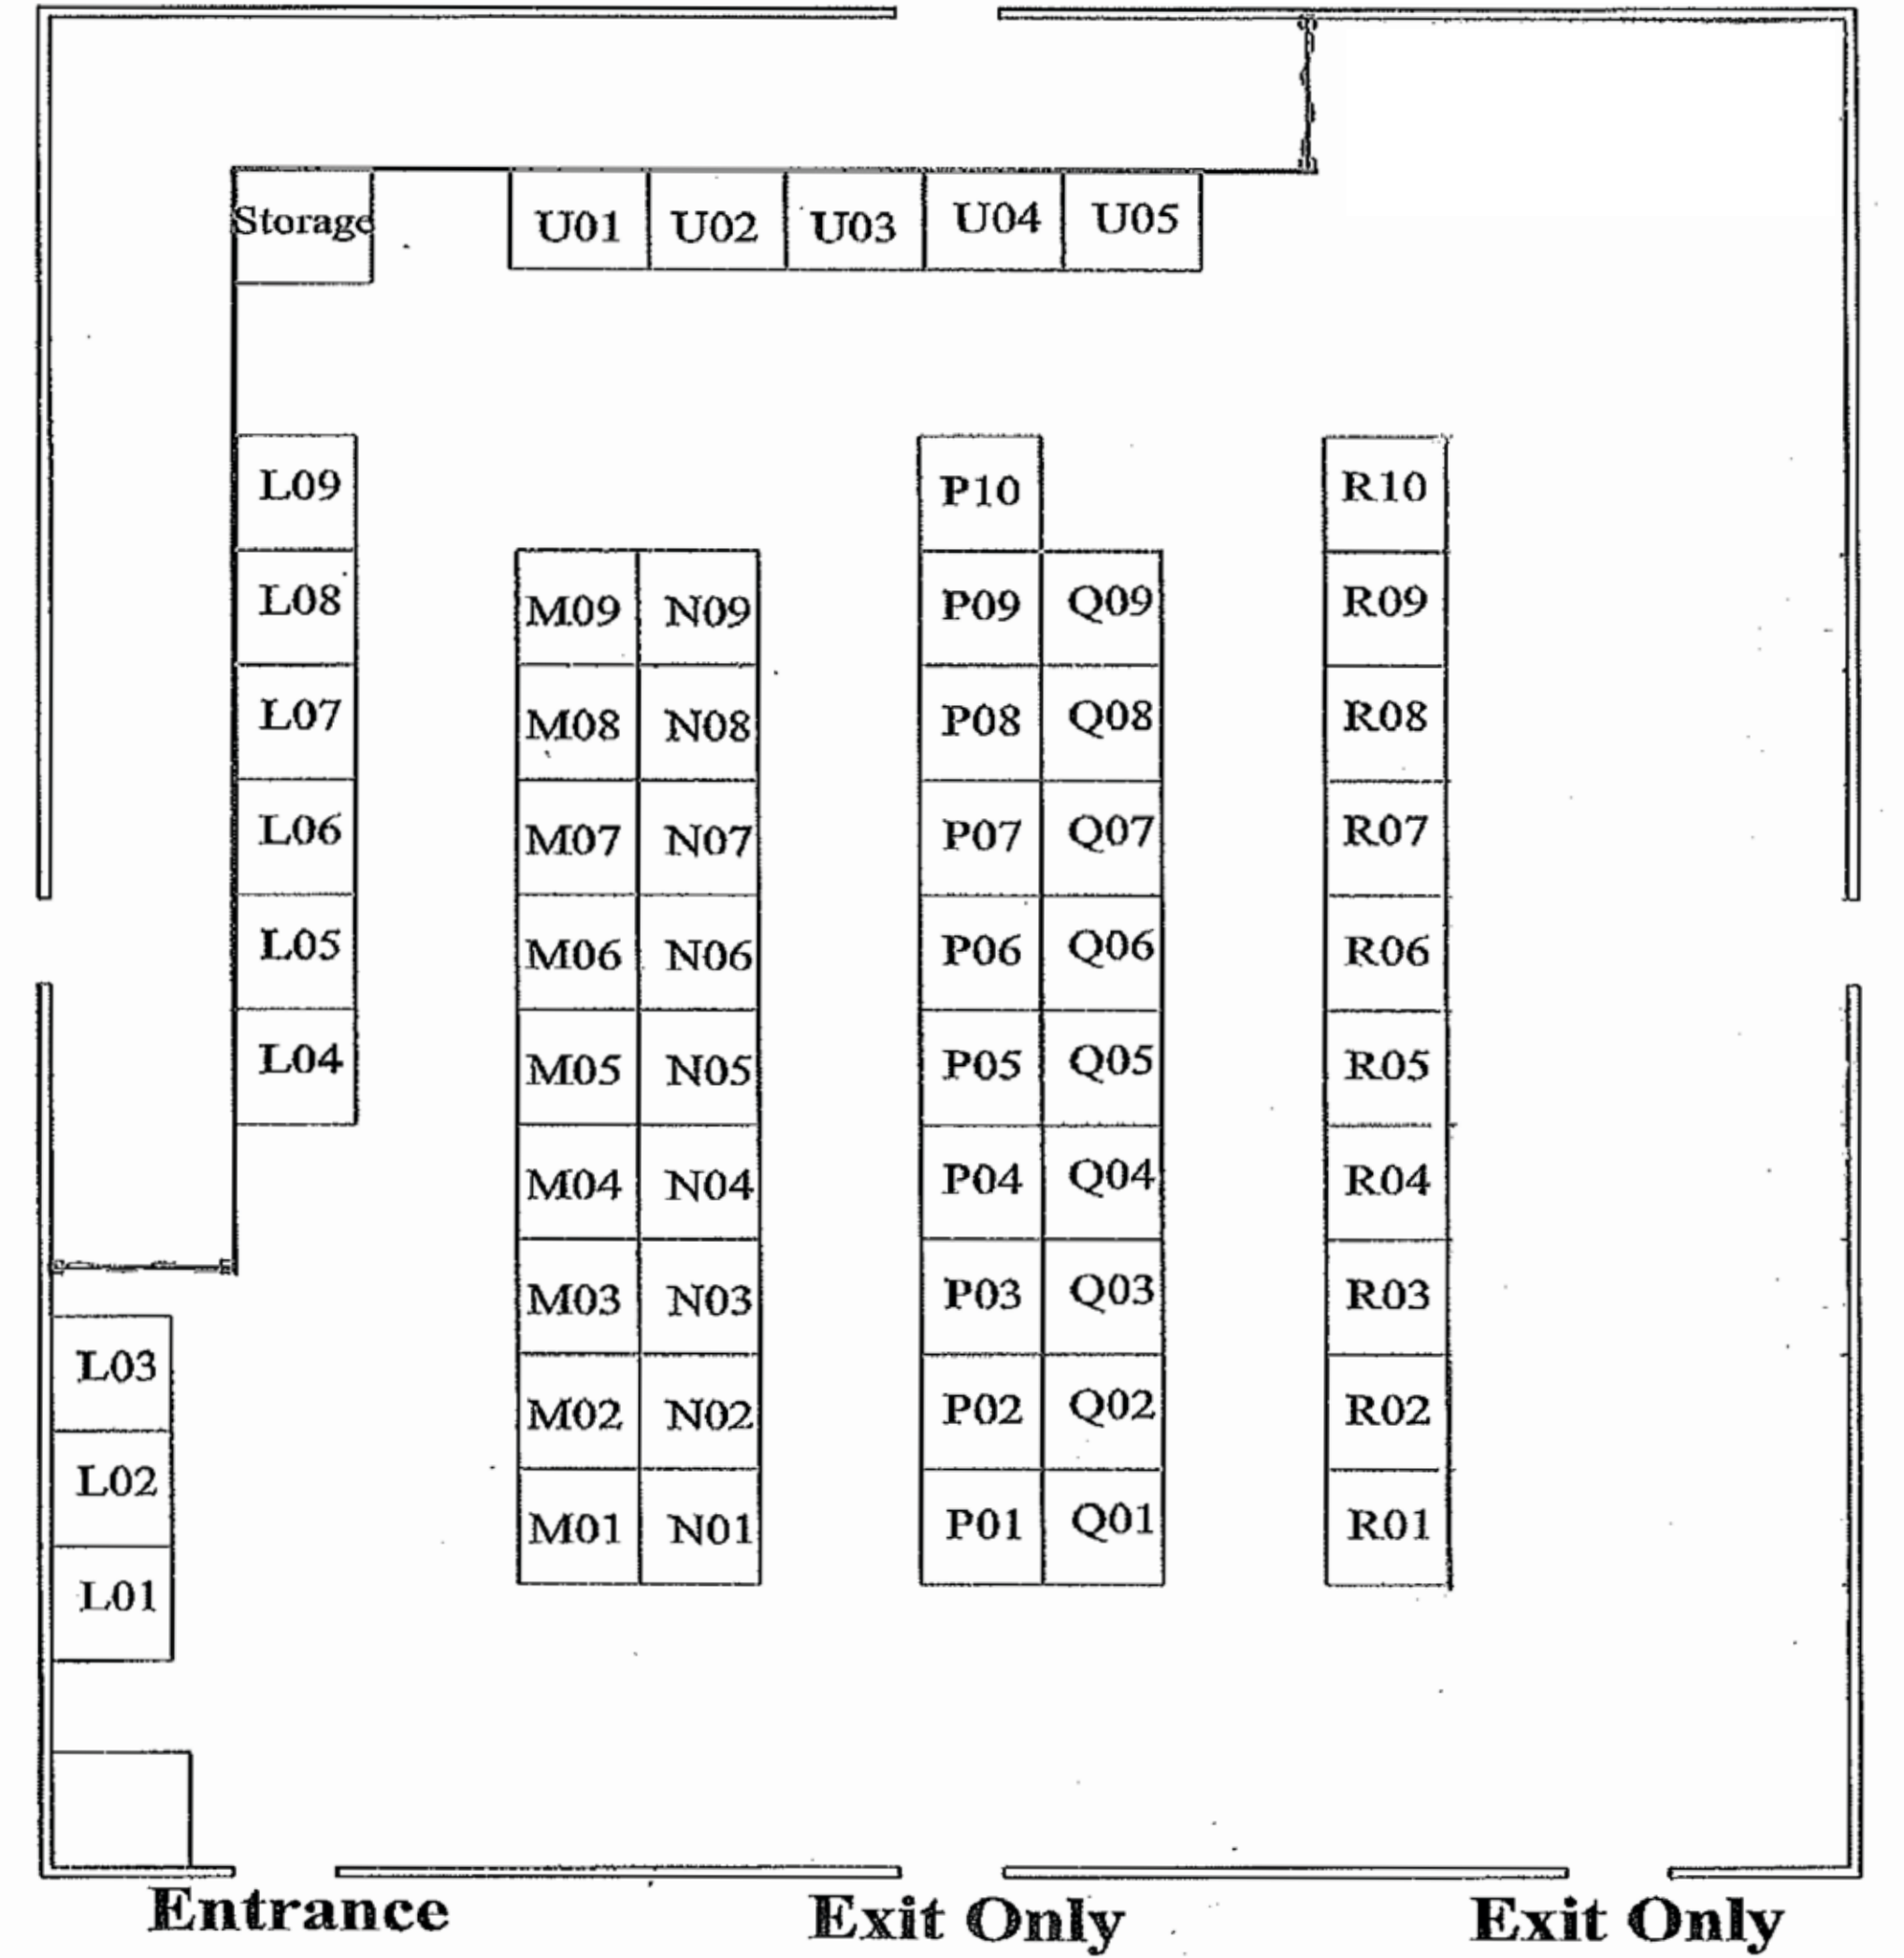 Storage
U01 U02 U03 U04 U05
L09 P10 R10
L08 M09 N09 P09 Q09 R09
L07 M08 N08 P08 Q08 R08
L06 M07 N07 P07 Q07 R07
L05 M06 N06 P06 Q06 R06
L04 M05 N05 P05 Q05 R05
M04 N04 P04 Q04 R04
L03 M03 N03 P03 Q03 R03
L02 M02 N02 P02 Q02 R02
L01 M01 N01 P01 Q01 R01
Entrance Exit Only Exit Only